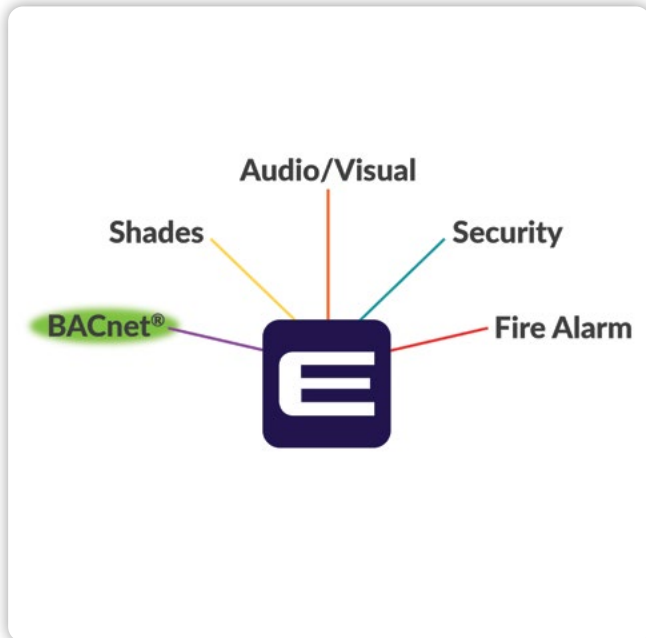 Audio/Visual
Shades
Security
BACnet®
Fire Alarm
E